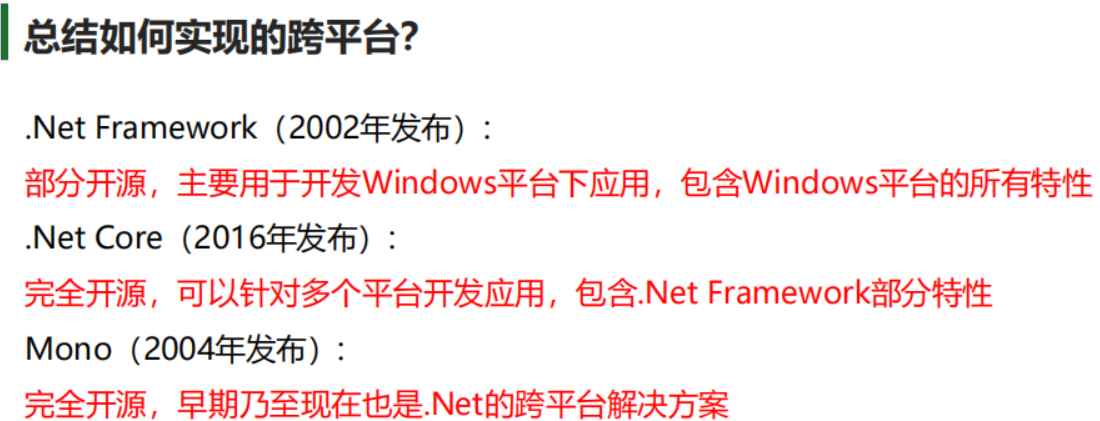 总结如何实现的跨平台？
.Net Framework（2002年发布）：
部分开源，主要用于开发Windows平台下应用，包含Windows平台的所有特性
.Net Core（2016年发布）：
完全开源，可以针对多个平台开发应用，包含.Net Framework部分特性
Mono（2004年发布）：
完全开源，早期乃至现在也是.Net的跨平台解决方案